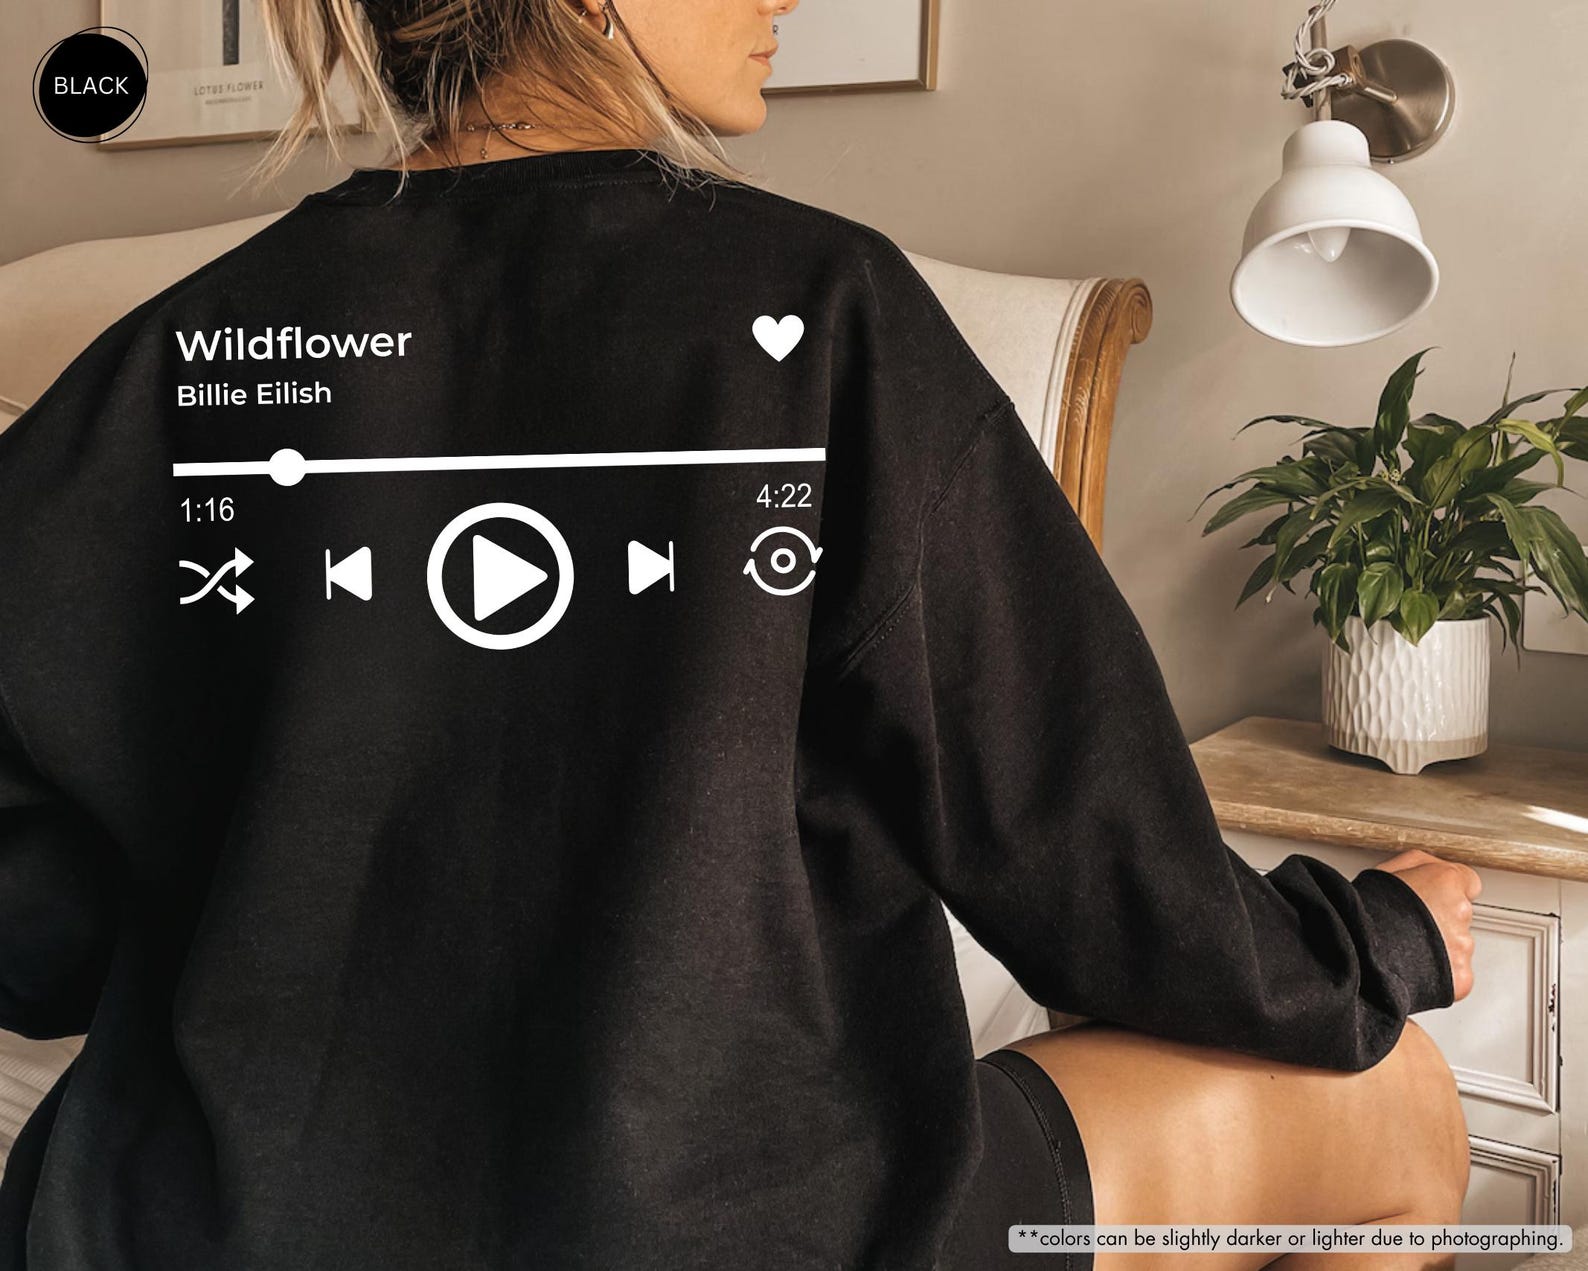 BLACK
LOTUS FLOWER
Wildflower
Billie Eilish
1:16
4:22
**colors can be slightly darker or lighter due to photographing.